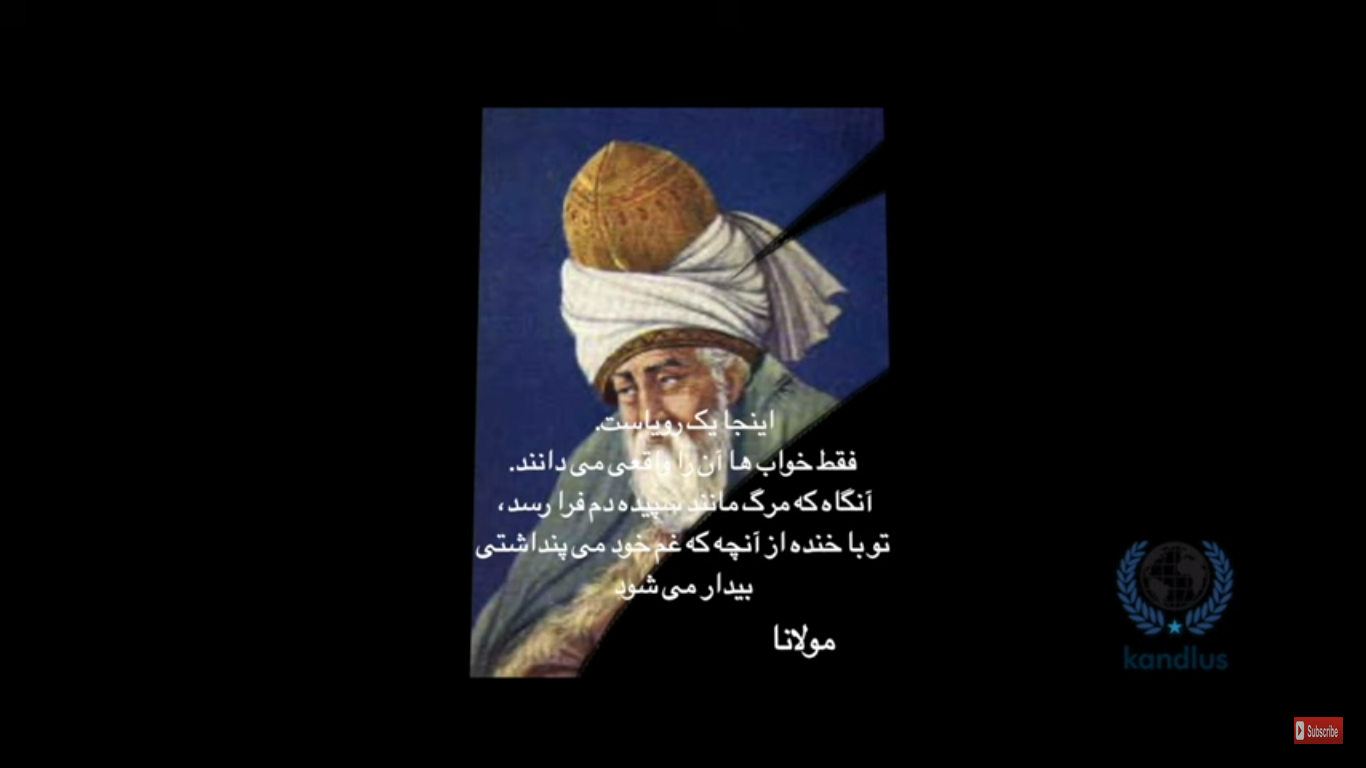 اینجا یک رویاست.
فقط خواب ها آن را واقعی می دانند.
آنگاه که مرگ مانند سپیده دم فرا رسد،
تو با خنده از آنچه که غم خود می پنداشتی
بیدار می شود
مولانا
kandlus
Subscribe